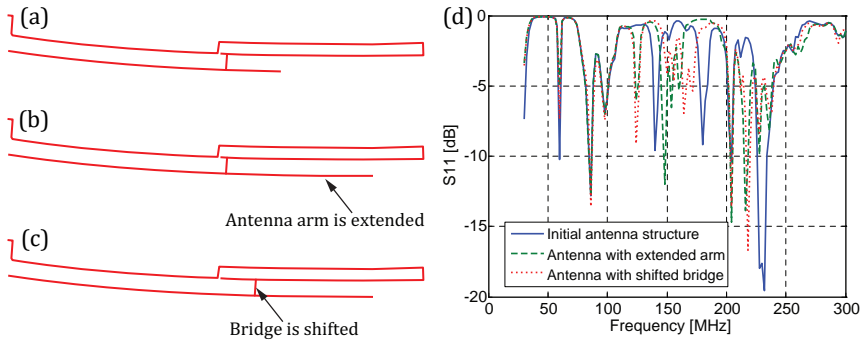 (a)
(b)
Antenna arm is extended
(c)
Bridge is shifted
(d)
0
-5
-10
-15
-20
S11 [dB]
0 50 100 150 200 250 300
Frequency [MHz]
Initial antenna structure
Antenna with extended arm
Antenna with shifted bridge